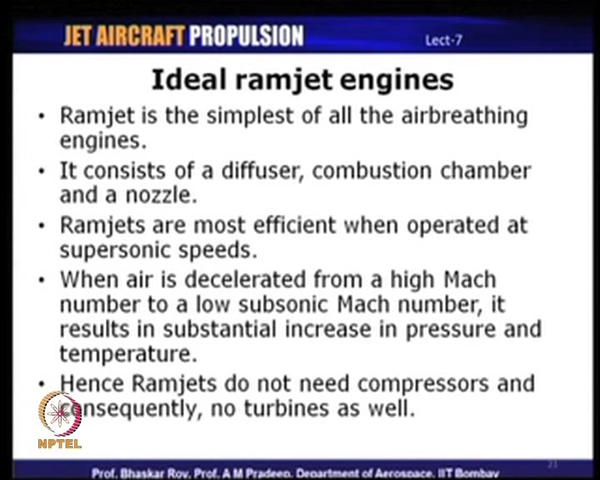 JET AIRCRAFT PROPULSION
Lect-7
Ideal ramjet engines
• Ramjet is the simplest of all the airbreathing
engines.
• It consists of a diffuser, combustion chamber
and a nozzle.
• Ramjets are most efficient when operated at
supersonic speeds.
• When air is decelerated from a high Mach
number to a low subsonic Mach number, it
results in substantial increase in pressure and
temperature.
• Hence Ramjets do not need compressors and
consequently, no turbines as well.
NPTEL
21
Prof. Bhaskar Roy, Prof. A M Pradeep, Department of Aerospace, IIT Bombay